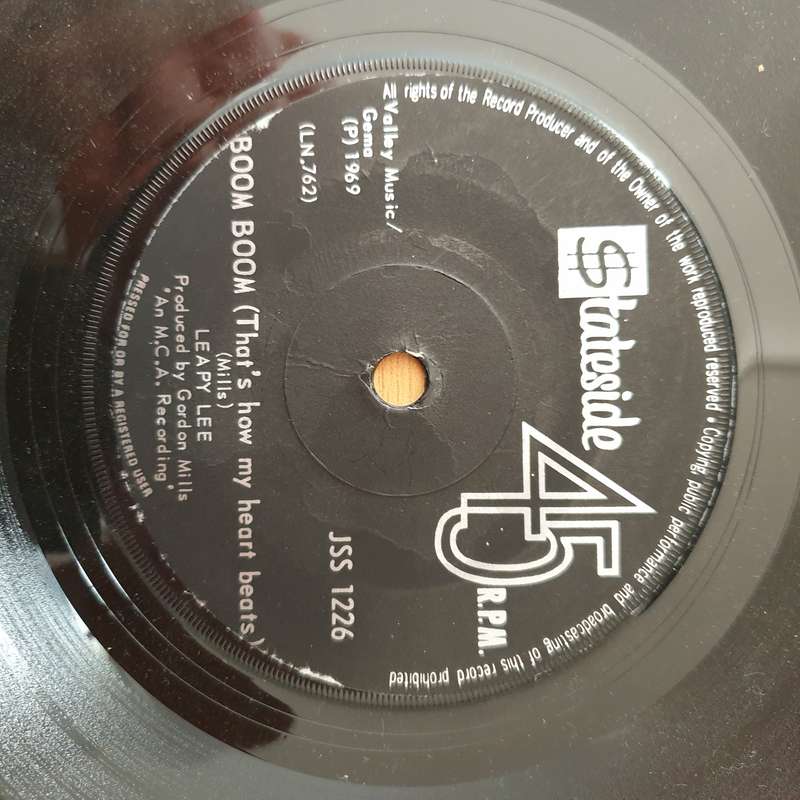 All rights of the Record Producer and of the Owner of the work reproduced reserved • Copying, public performance and broadcasting of this record prohibited
$tateside
45
R.P.M.
Valley Music/
Gema
(P)1969
(LN.762)
JSS 1226
BOOM BOOM (That's how my heart beats)
(Mills)
LEAPY LEE
Produced by Gordon Mills
"An M.C.A. Recording"
PRESSED FOR OR BY A REGISTERED USER